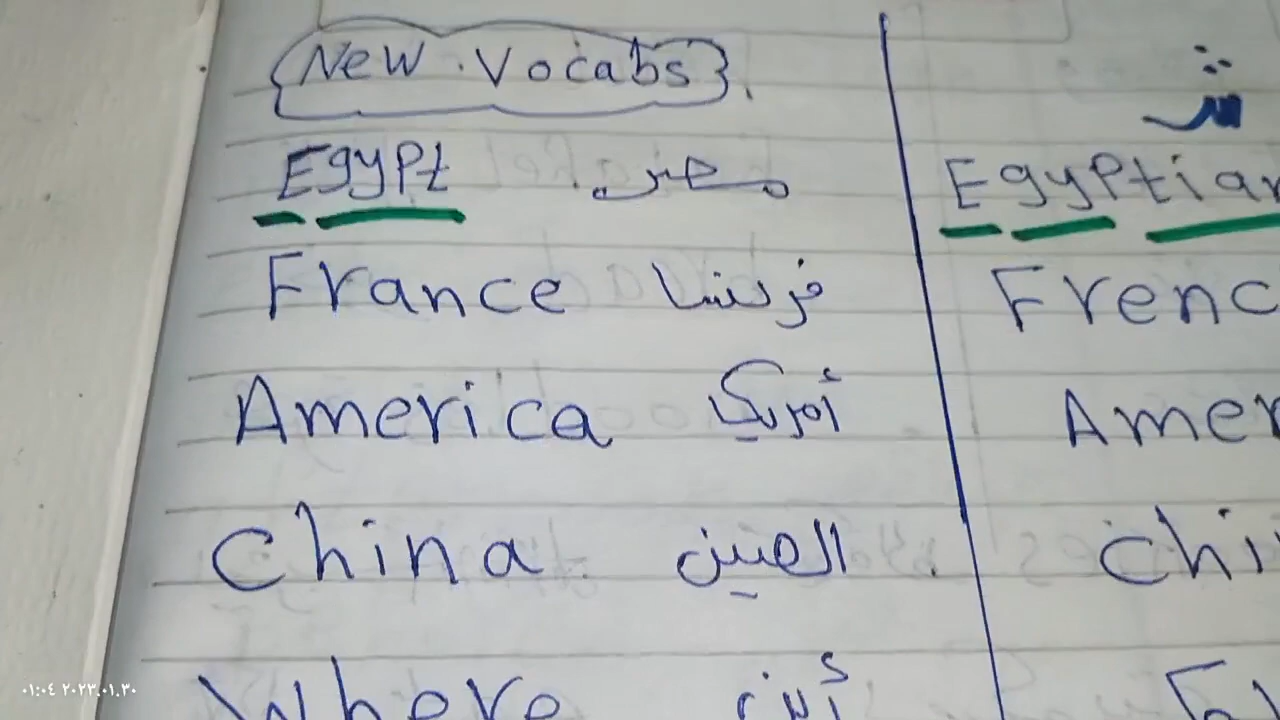 {New Vocabs}.
Egypt مصر Egyptian
France فرنسا Frenc
America أمريكا Amer
China الصين Chi
Where أين
٠١:٠٤ ٢٠٢٣.٠١.٣٠